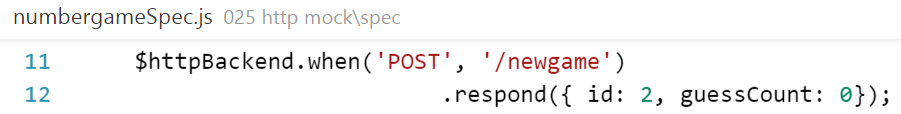 numbergameSpec.js 025 http mock\spec
11 $httpBackend.when('POST', '/newgame')
12 .respond({ id: 2, guessCount: 0});